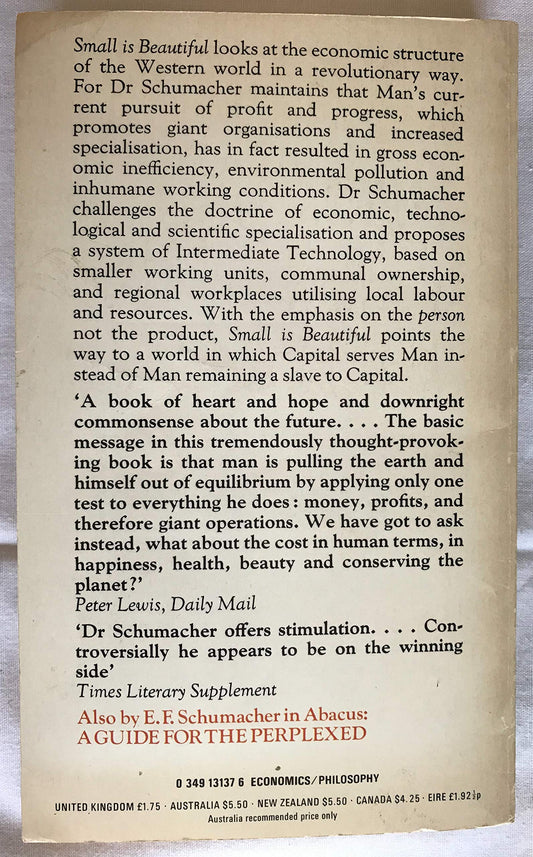 Small is Beautiful looks at the economic structure
of the Western world in a revolutionary way.
For Dr Schumacher maintains that Man's cur-
rent pursuit of profit and progress, which
promotes giant organisations and increased
specialisation, has in fact resulted in gross econ-
omic inefficiency, environmental pollution and
inhumane working conditions. Dr Schumacher
challenges the doctrine of economic, techno-
logical and scientific specialisation and proposes
a system of Intermediate Technology, based on
smaller working units, communal ownership,
and regional workplaces utilising local labour
and resources. With the emphasis on the person
not the product, Small is Beautiful points the
way to a world in which Capital serves Man in-
stead of Man remaining a slave to Capital.
'A book of heart and hope and downright
commonsense about the future. . . . The basic
message in this tremendously thought-provok-
ing book is that man is pulling the earth and
himself out of equilibrium by applying only one
test to everything he does: money, profits, and
therefore giant operations. We have got to ask
instead, what about the cost in human terms, in
happiness, health, beauty and conserving the
planet?'
Peter Lewis, Daily Mail
'Dr Schumacher offers stimulation. . . . Con-
troversially he appears to be on the winning
side'
Times Literary Supplement
Also by E.F. Schumacher in Abacus:
A GUIDE FOR THE PERPLEXED
0 349 13137 6 ECONOMICS/PHILOSOPHY
UNITED KINGDOM £1.75 · AUSTRALIA $5.50 · NEW ZEALAND $5.50 · CANADA $4.25 · EIRE £1.92½p
Australia recommended price only